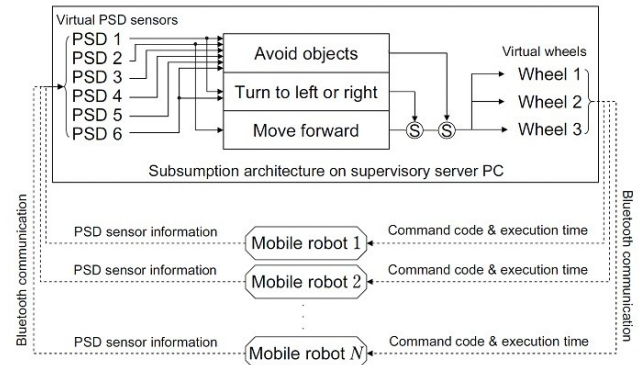 Virtual PSD sensors
PSD 1
PSD 2
PSD 3
PSD 4
PSD 5
PSD 6
Avoid objects
Turn to left or right
Move forward
S
S
Virtual wheels
Wheel 1
Wheel 2
Wheel 3
Subsumption architecture on supervisory server PC
Bluetooth communication
Bluetooth communication
PSD sensor information
Mobile robot 1
Command code & execution time
PSD sensor information
Mobile robot 2
Command code & execution time
PSD sensor information
Mobile robot N
Command code & execution time